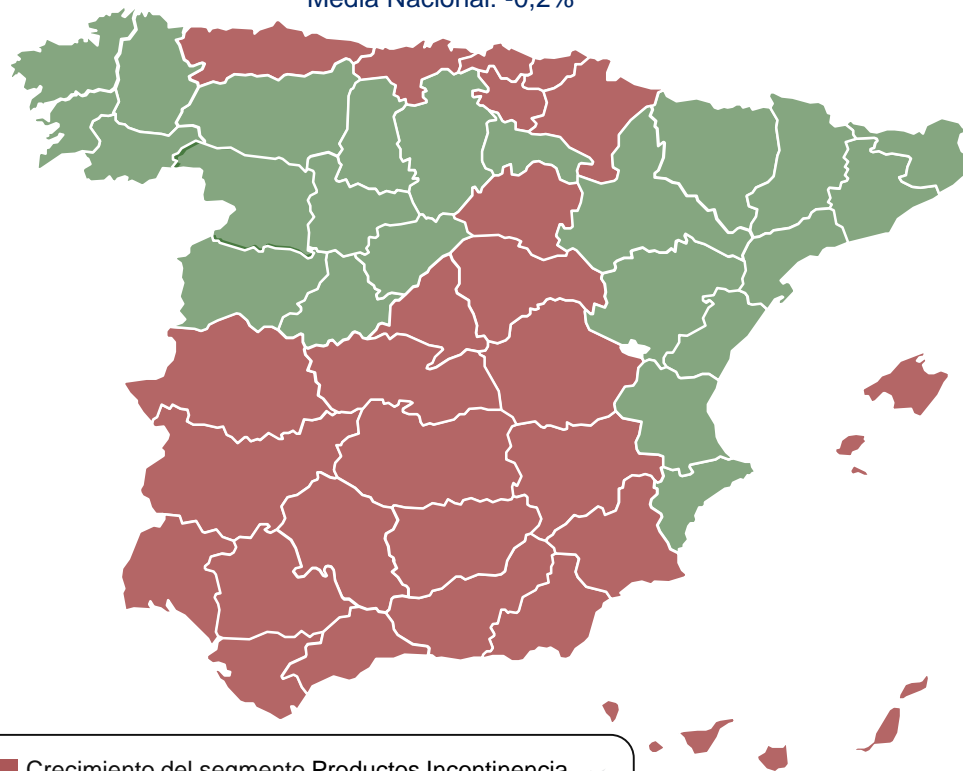 Media Nacional: -0,2%
Crecimiento del segmento Productos Incontinencia